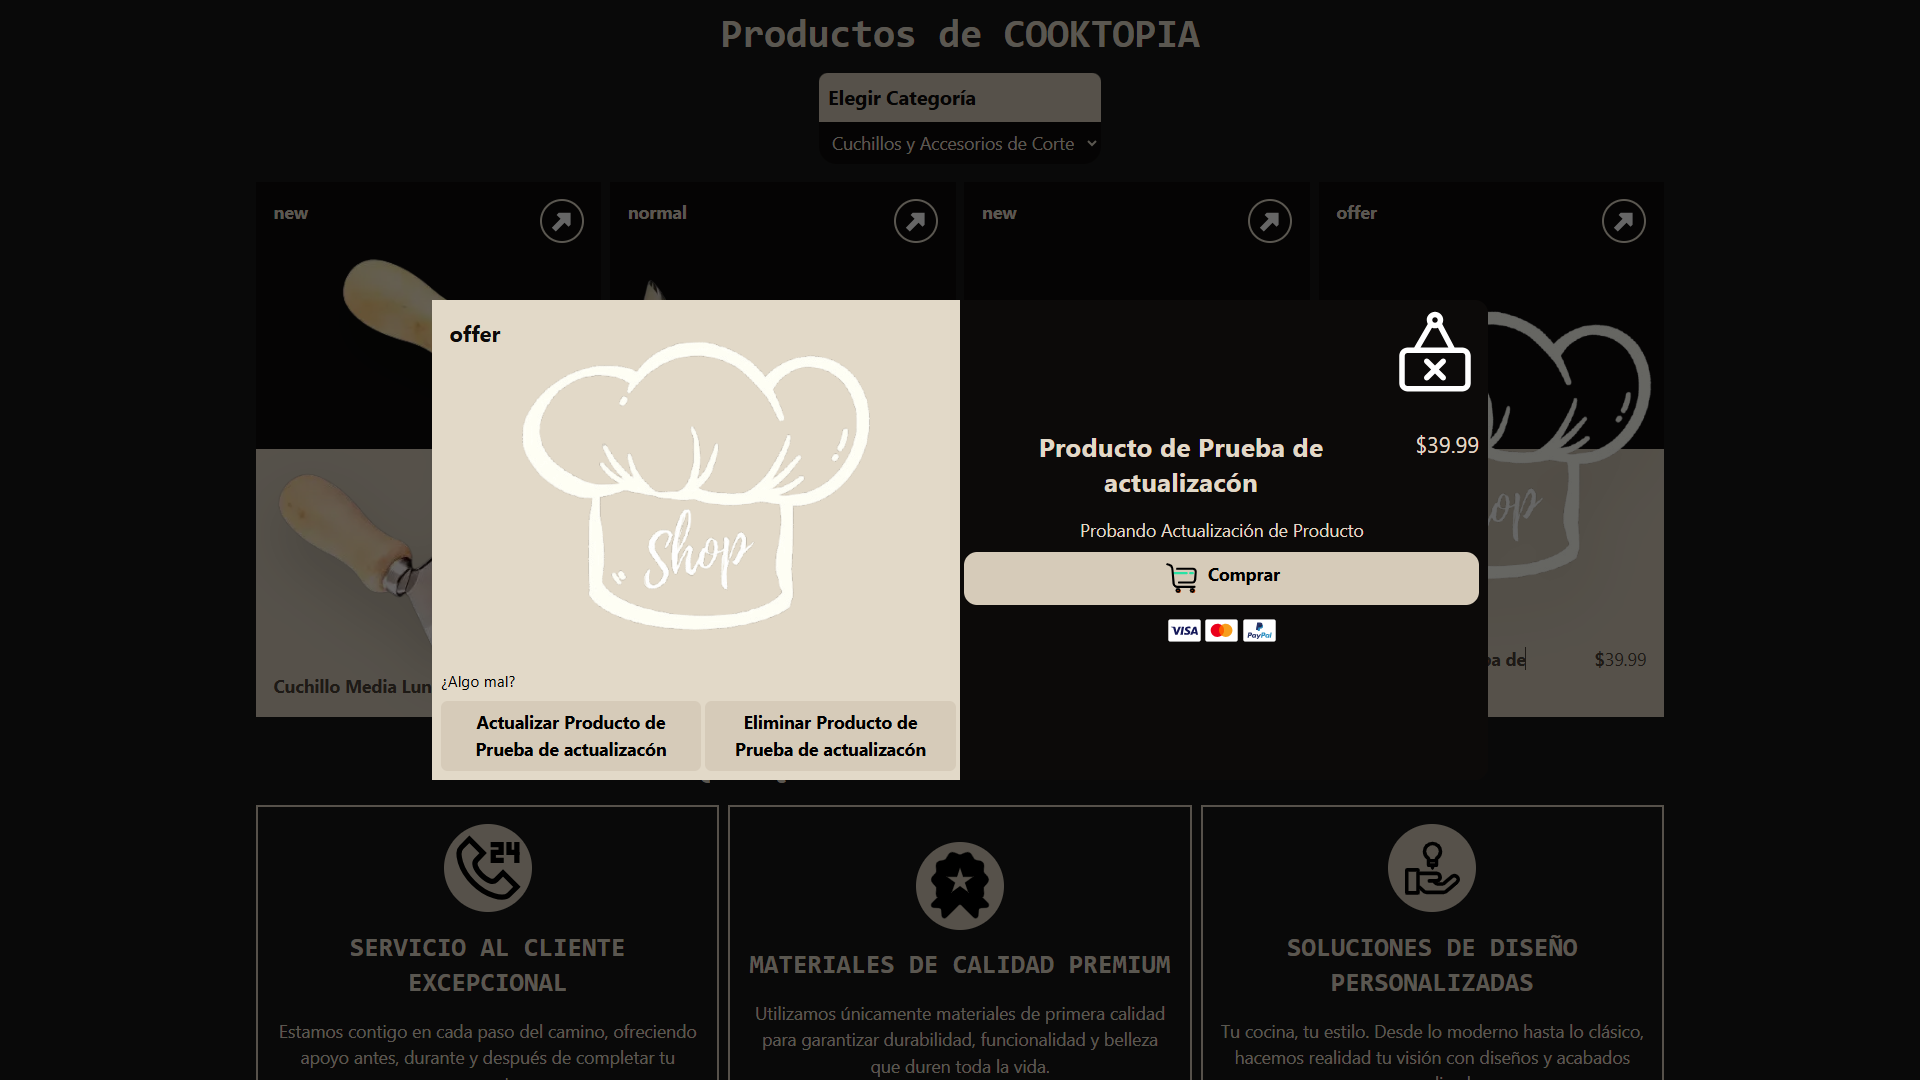 Productos de COOKTOPIA
Elegir Categoría
Cuchillos y Accesorios de Corte
new
normal
new
offer
offer
Shop
¿Algo mal?
Actualizar Producto de
Prueba de actualizacón
Eliminar Producto de
Prueba de actualizacón
Producto de Prueba de
actualizacón
$39.99
Probando Actualización de Producto
Comprar
VISA
PayPal
Cuchillo Media Lun
de
$39.99
24
SERVICIO AL CLIENTE
EXCEPCIONAL
Estamos contigo en cada paso del camino, ofreciendo
apoyo antes, durante y después de completar tu
MATERIALES DE CALIDAD PREMIUM
Utilizamos únicamente materiales de primera calidad
para garantizar durabilidad, funcionalidad y belleza
que duren toda la vida.
SOLUCIONES DE DISEÑO
PERSONALIZADAS
Tu cocina, tu estilo. Desde lo moderno hasta lo clásico,
hacemos realidad tu visión con diseños y acabados